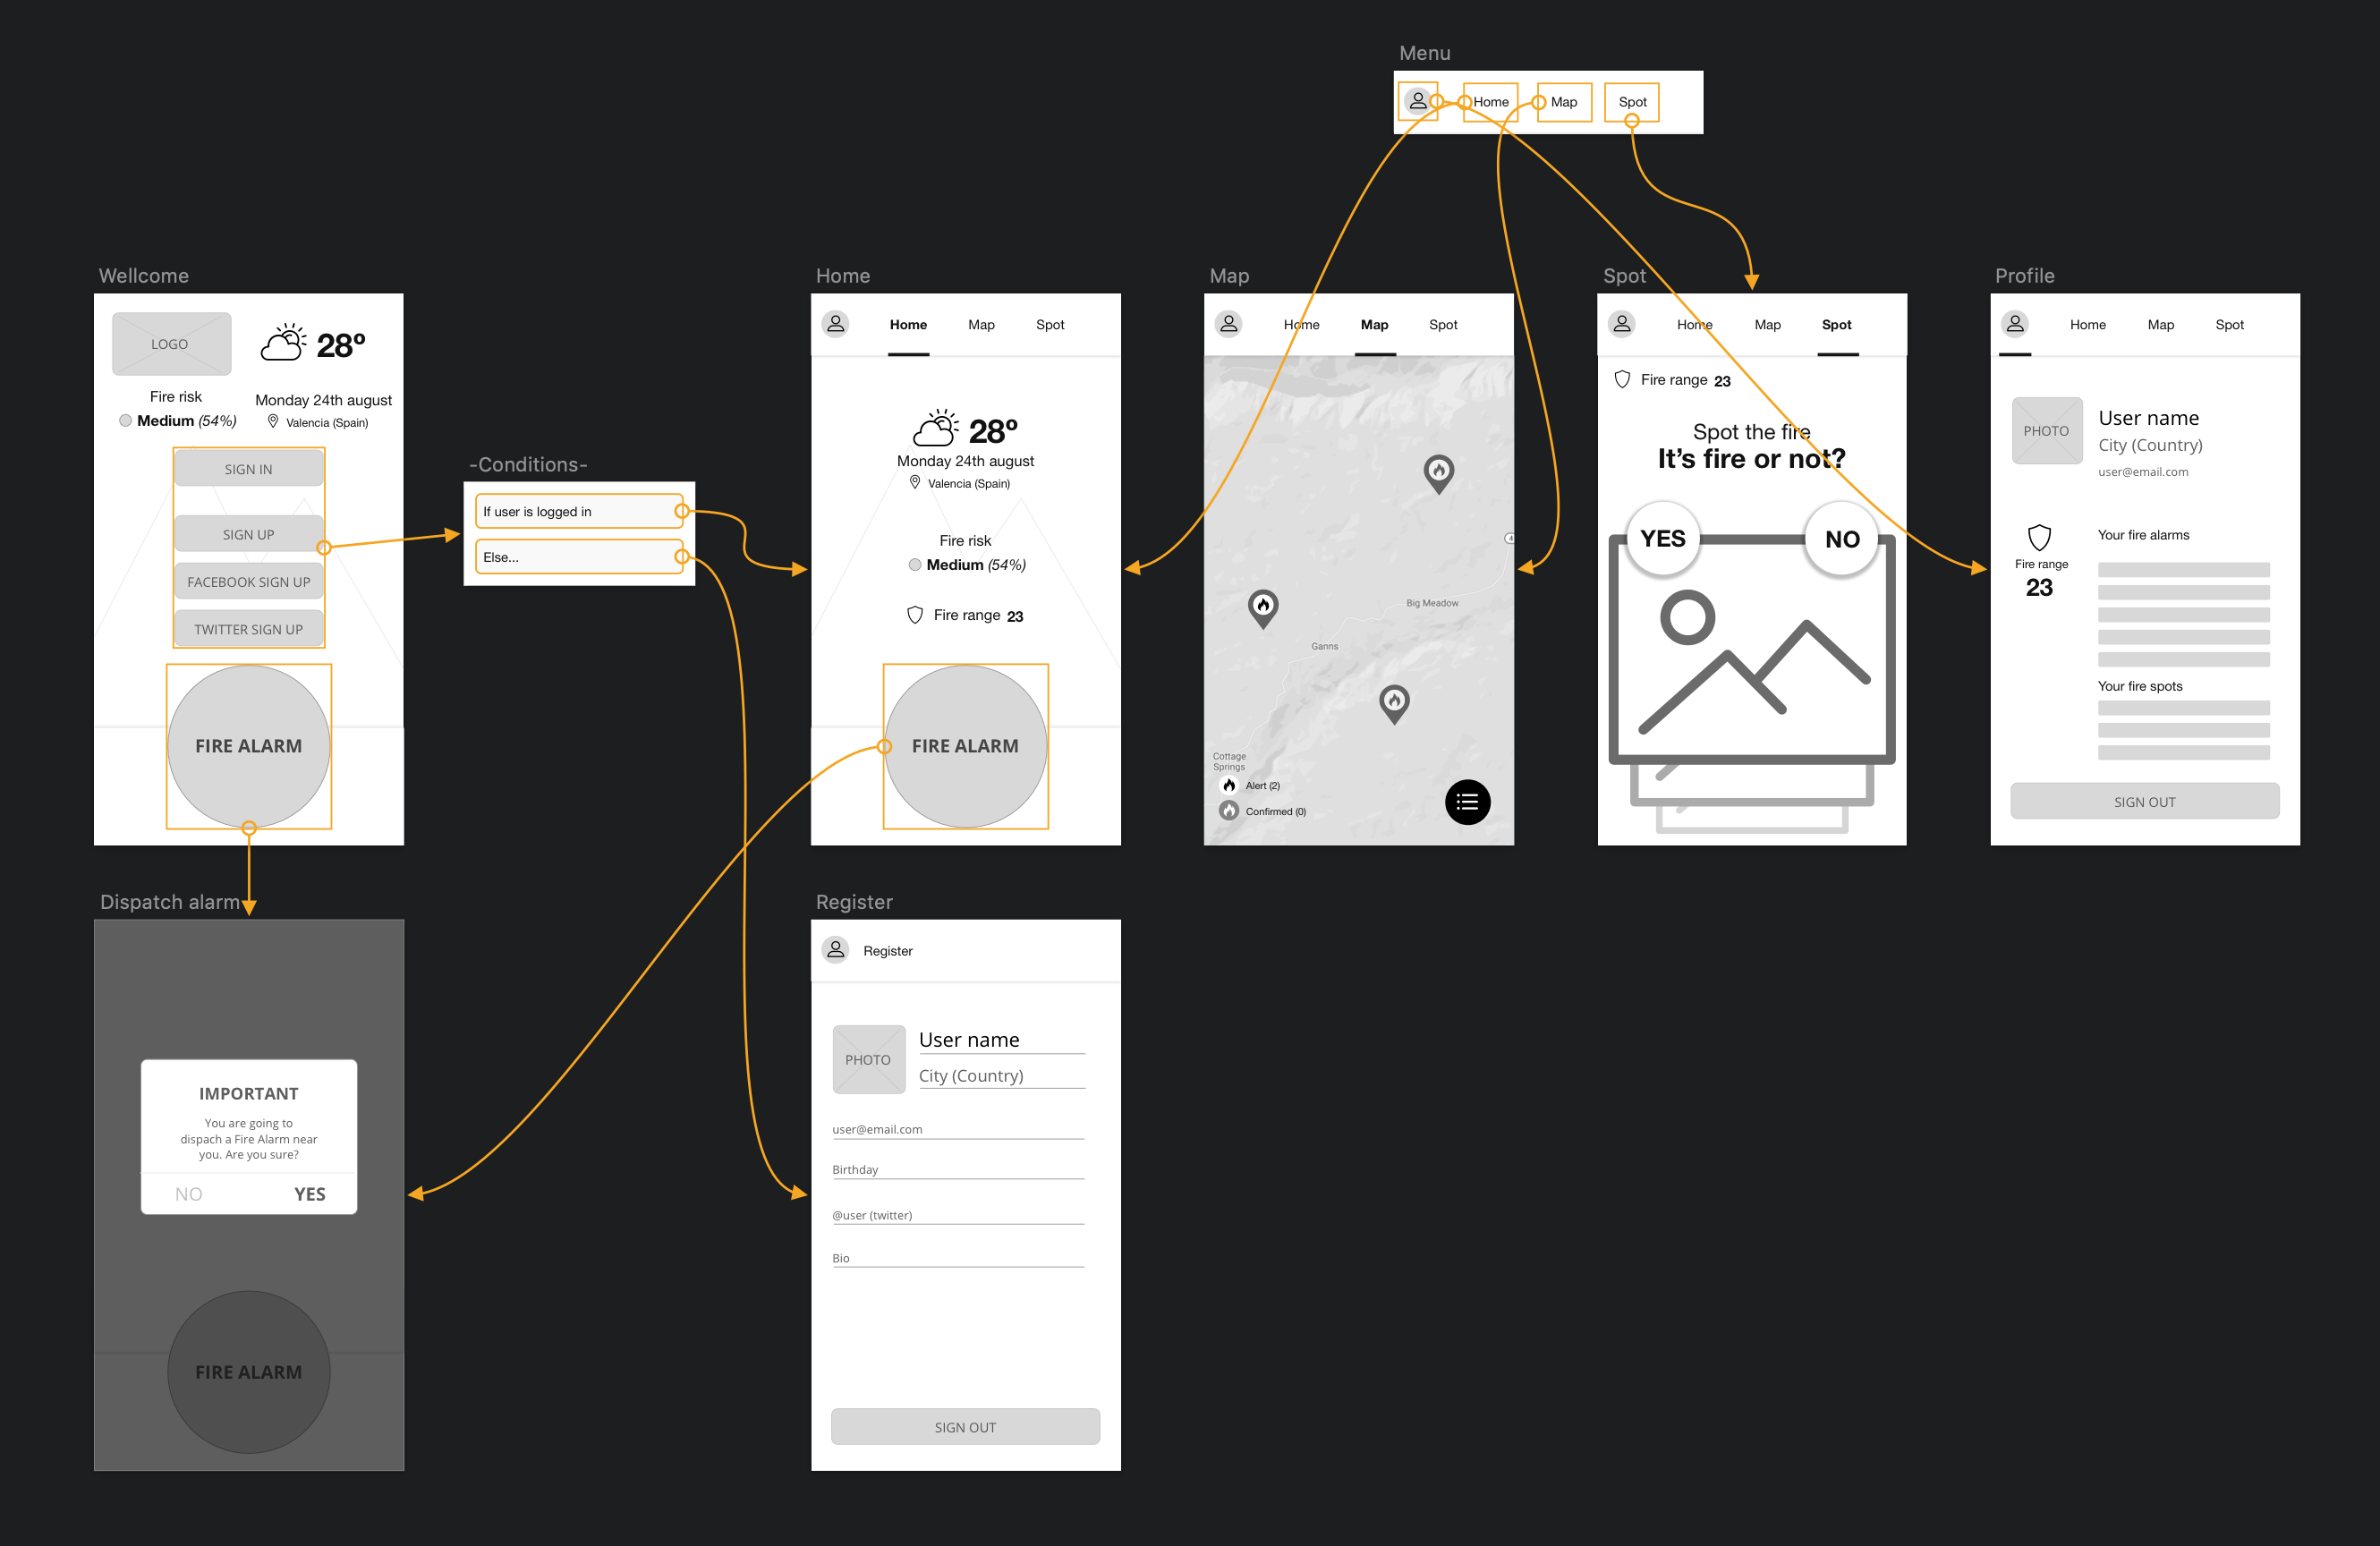 Menu
Home
Map
Spot
Wellcome
LOGO
28º
Fire risk
Medium (54%)
Monday 24th august
Valencia (Spain)
SIGN IN
SIGN UP
FACEBOOK SIGN UP
TWITTER SIGN UP
FIRE ALARM
-Conditions-
If user is logged in
Else...
Home
Home
Map
Spot
28º
Monday 24th august
Valencia (Spain)
Fire risk
Medium (54%)
Fire range 23
FIRE ALARM
Map
Home
Map
Spot
4
Big Meadow
Ganns
Cottage
Springs
Alert (2)
Confirmed (0)
Spot
Home
Map
Spot
Fire range 23
Spot the fire
It's fire or not?
YES
NO
Profile
Home
Map
Spot
PHOTO
User name
City (Country)
user@email.com
Fire range
23
Your fire alarms
Your fire spots
SIGN OUT
Dispatch alarm
IMPORTANT
You are going to
dispach a Fire Alarm near
you. Are you sure?
NO
YES
FIRE ALARM
Register
Register
PHOTO
User name
City (Country)
user@email.com
Birthday
@user (twitter)
Bio
SIGN OUT